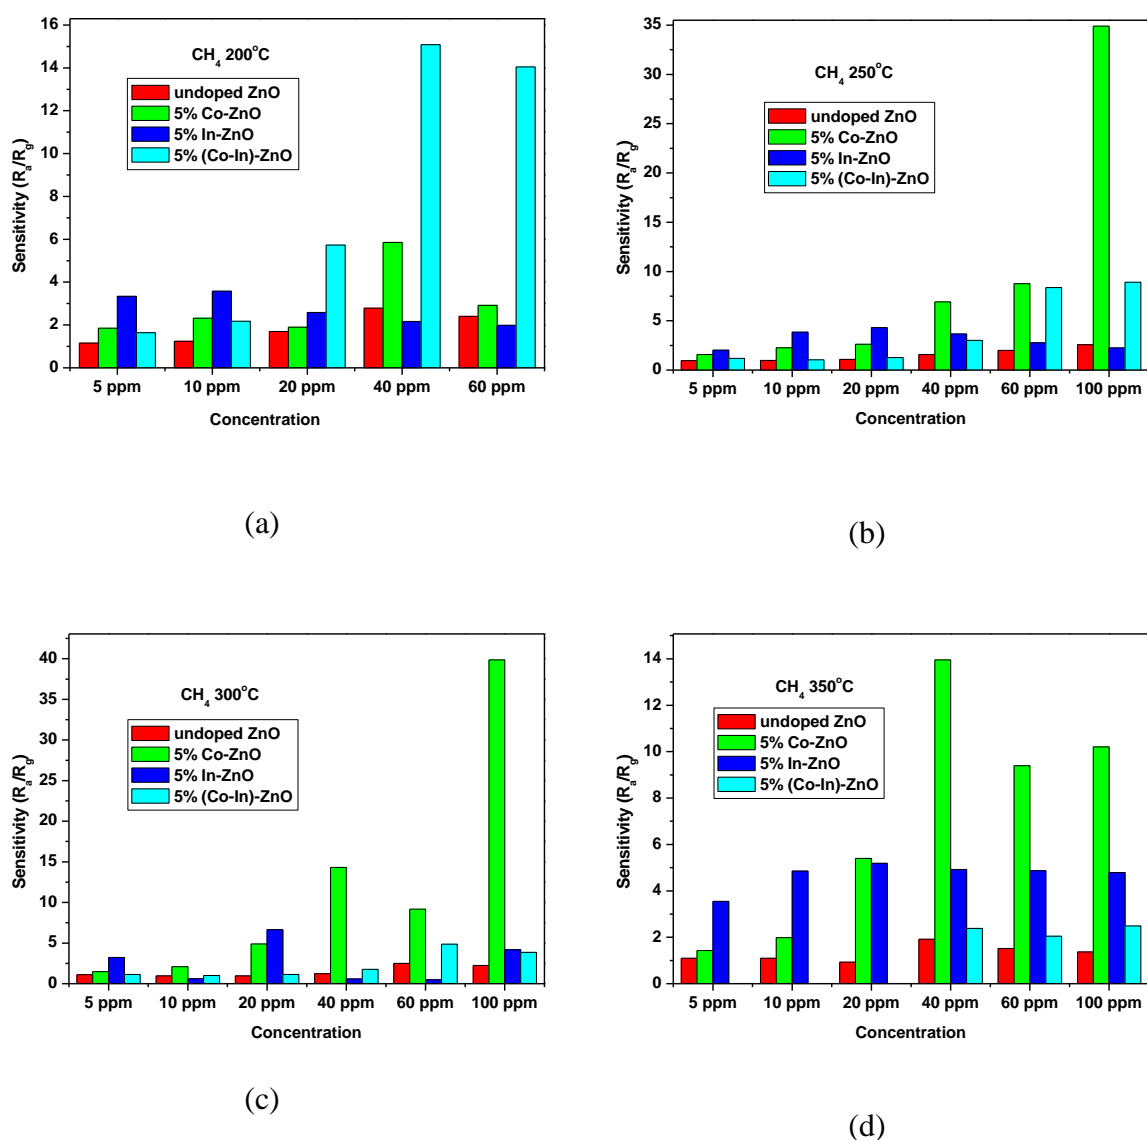 16
14
12
10
8
6
4
2
0
Sensitivity (Ra/Rg)
CH4 200°C
undoped ZnO
5% Co-ZnO
5% In-ZnO
5% (Co-In)-ZnO
5 ppm 10 ppm 20 ppm 40 ppm 60 ppm
Concentration
(a)
35
30
25
20
15
10
5
0
Sensitivity (Ra/Rg)
CH4 250°C
undoped ZnO
5% Co-ZnO
5% In-ZnO
5% (Co-In)-ZnO
5 ppm 10 ppm 20 ppm 40 ppm 60 ppm 100 ppm
Concentration
(b)
40
35
30
25
20
15
10
5
0
Sensitivity (Ra/Rg)
CH4 300°C
undoped ZnO
5% Co-ZnO
5% In-ZnO
5% (Co-In)-ZnO
5 ppm 10 ppm 20 ppm 40 ppm 60 ppm 100 ppm
Concentration
(c)
14
12
10
8
6
4
2
0
Sensitivity (Ra/Rg)
CH4 350°C
undoped ZnO
5% Co-ZnO
5% In-ZnO
5% (Co-In)-ZnO
5 ppm 10 ppm 20 ppm 40 ppm 60 ppm 100 ppm
Concentration
(d)